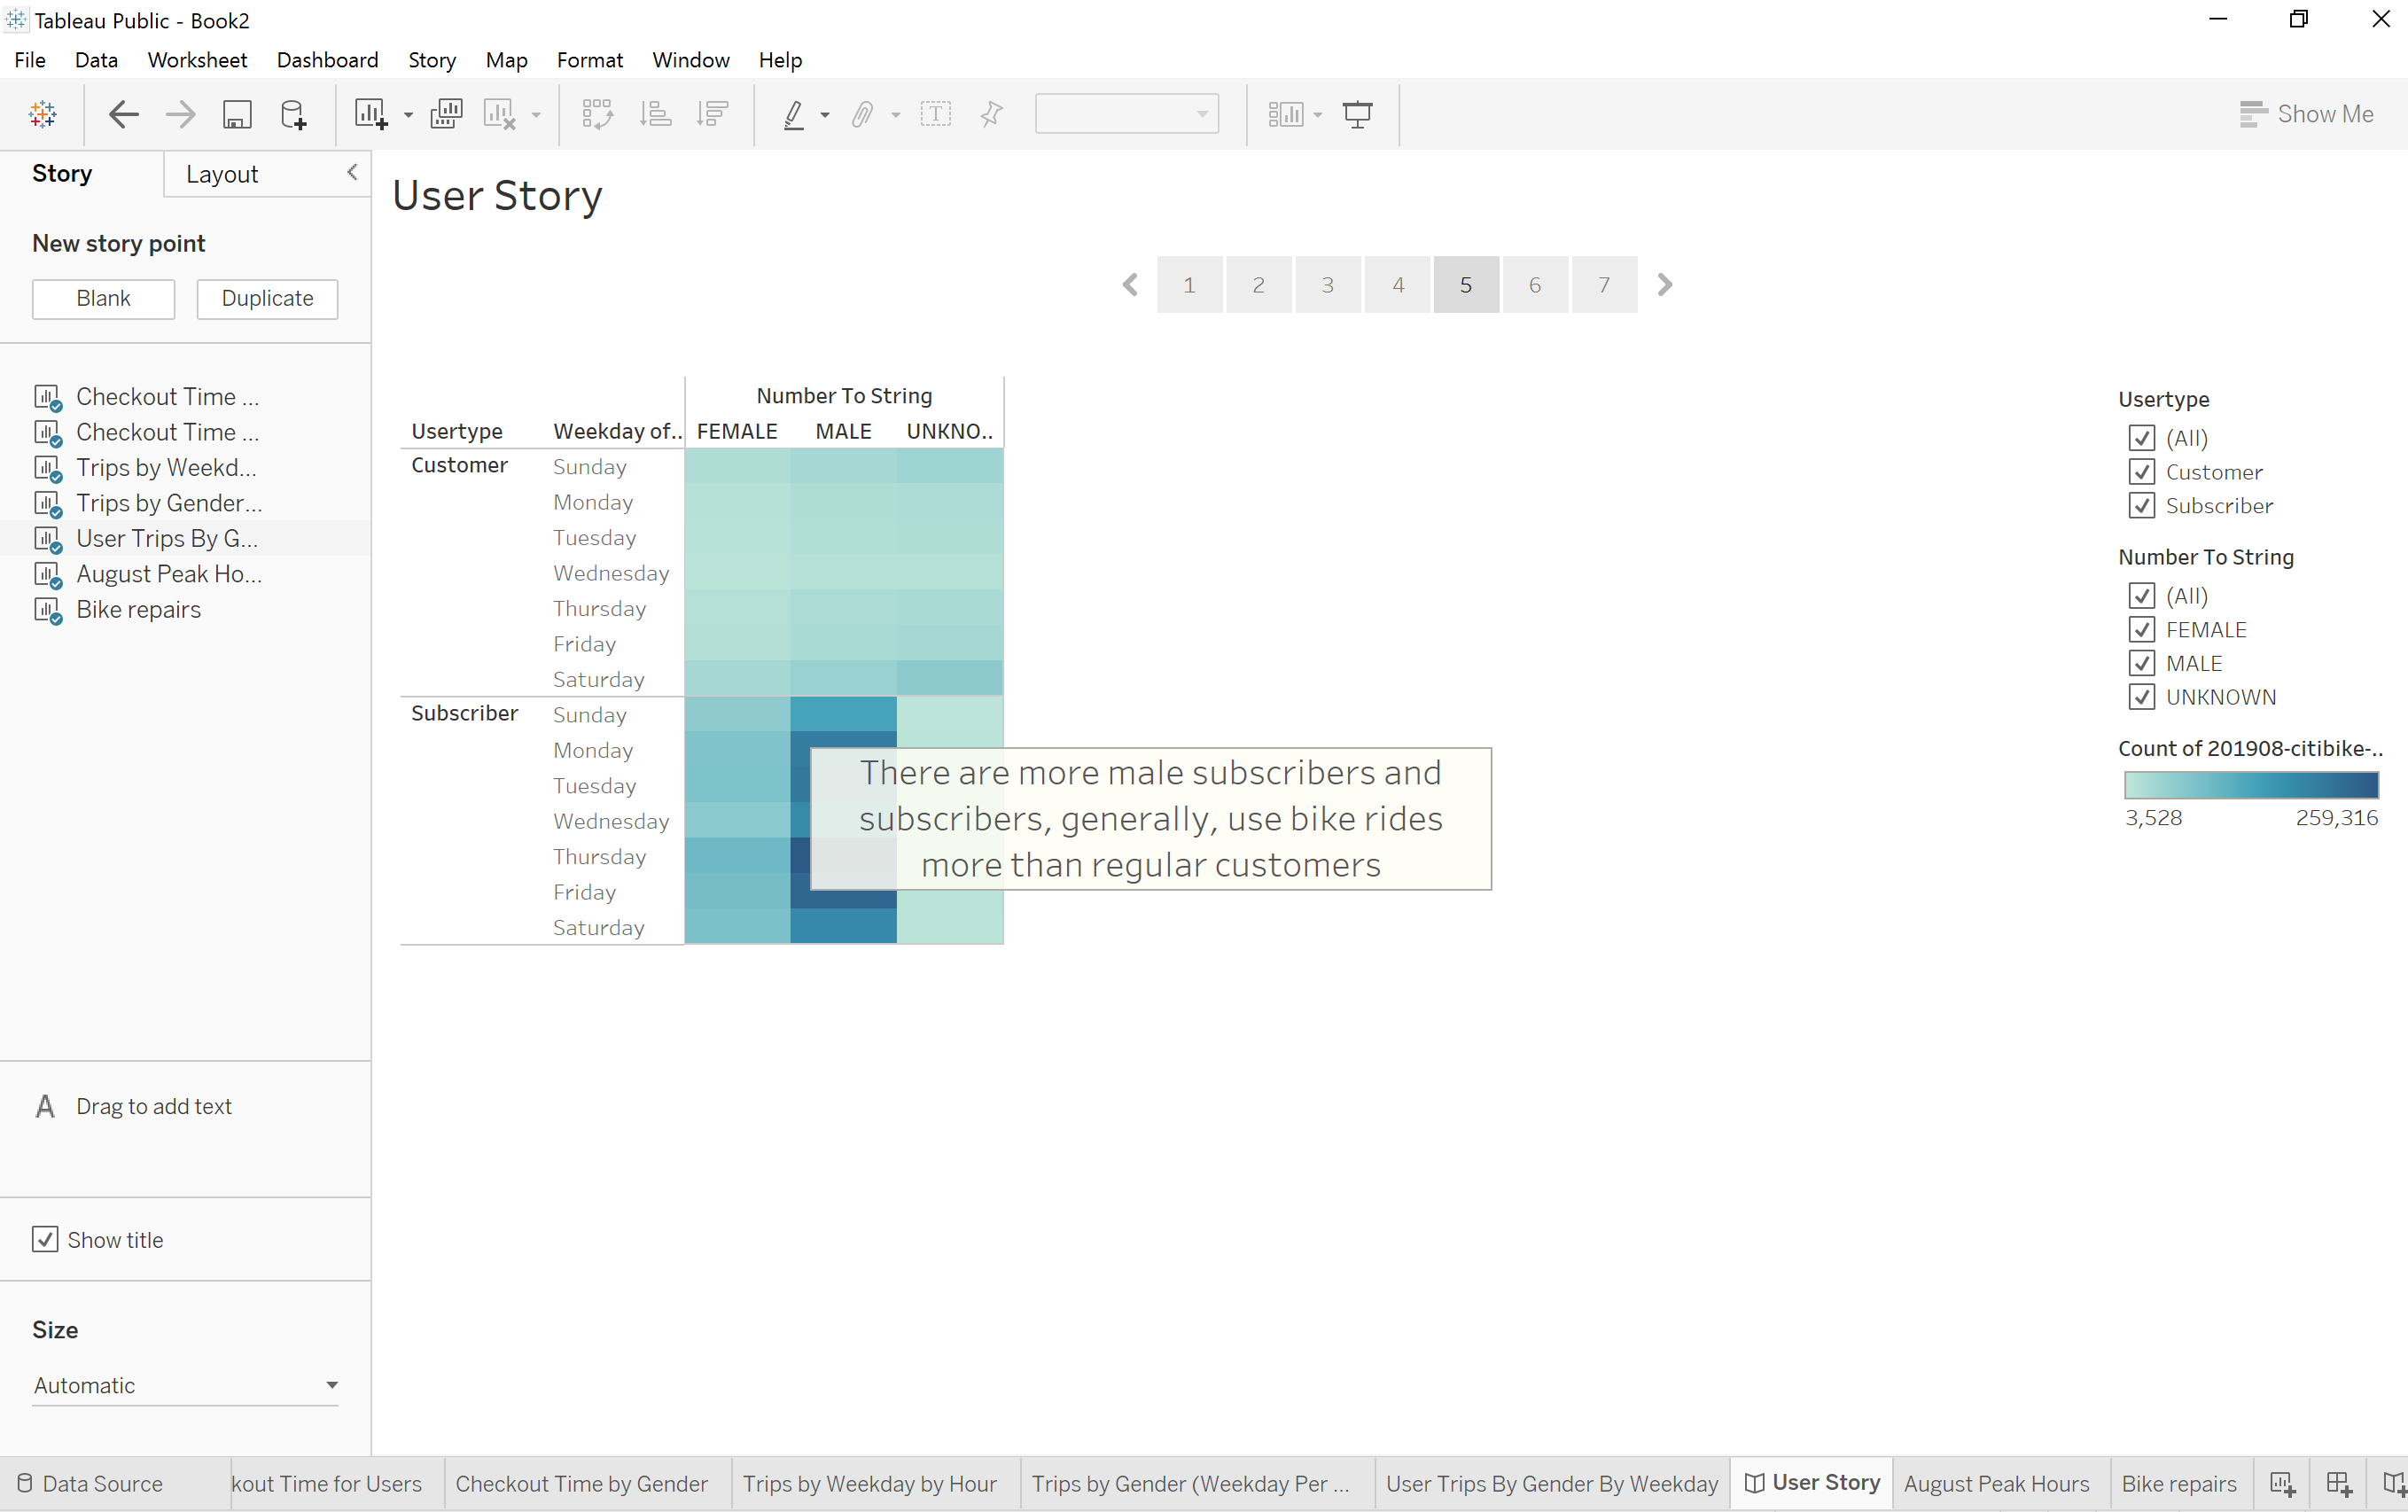 Tableau Public - Book2
File Data Worksheet Dashboard Story Map Format Window Help
Show Me
Story Layout
User Story
New story point
Blank Duplicate
1 2 3 4 5 6 7
Checkout Time ...
Checkout Time ...
Trips by Weekd...
Trips by Gender...
User Trips By G...
August Peak Ho...
Bike repairs
Number To String
Usertype Weekday of.. FEMALE MALE UNKNO..
Customer Sunday
Monday
Tuesday
Wednesday
Thursday
Friday
Saturday
Subscriber Sunday
Monday
Tuesday
Wednesday
Thursday
Friday
Saturday
There are more male subscribers and
subscribers, generally, use bike rides
more than regular customers
Usertype
(All)
Customer
Subscriber
Number To String
(All)
FEMALE
MALE
UNKNOWN
Count of 201908-citibike-..
3,528 259,316
A Drag to add text
Show title
Size
Automatic
Data Source kout Time for Users Checkout Time by Gender Trips by Weekday by Hour Trips by Gender (Weekday Per ... User Trips By Gender By Weekday User Story August Peak Hours Bike repairs